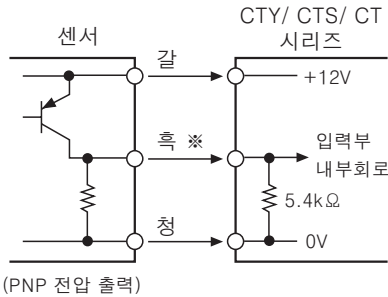 센서
CTY/ CTS/ CT
시리즈
갈
+12V
흑 ※
입력부
내부회로
5.4kΩ
청
0V
(PNP 전압 출력)